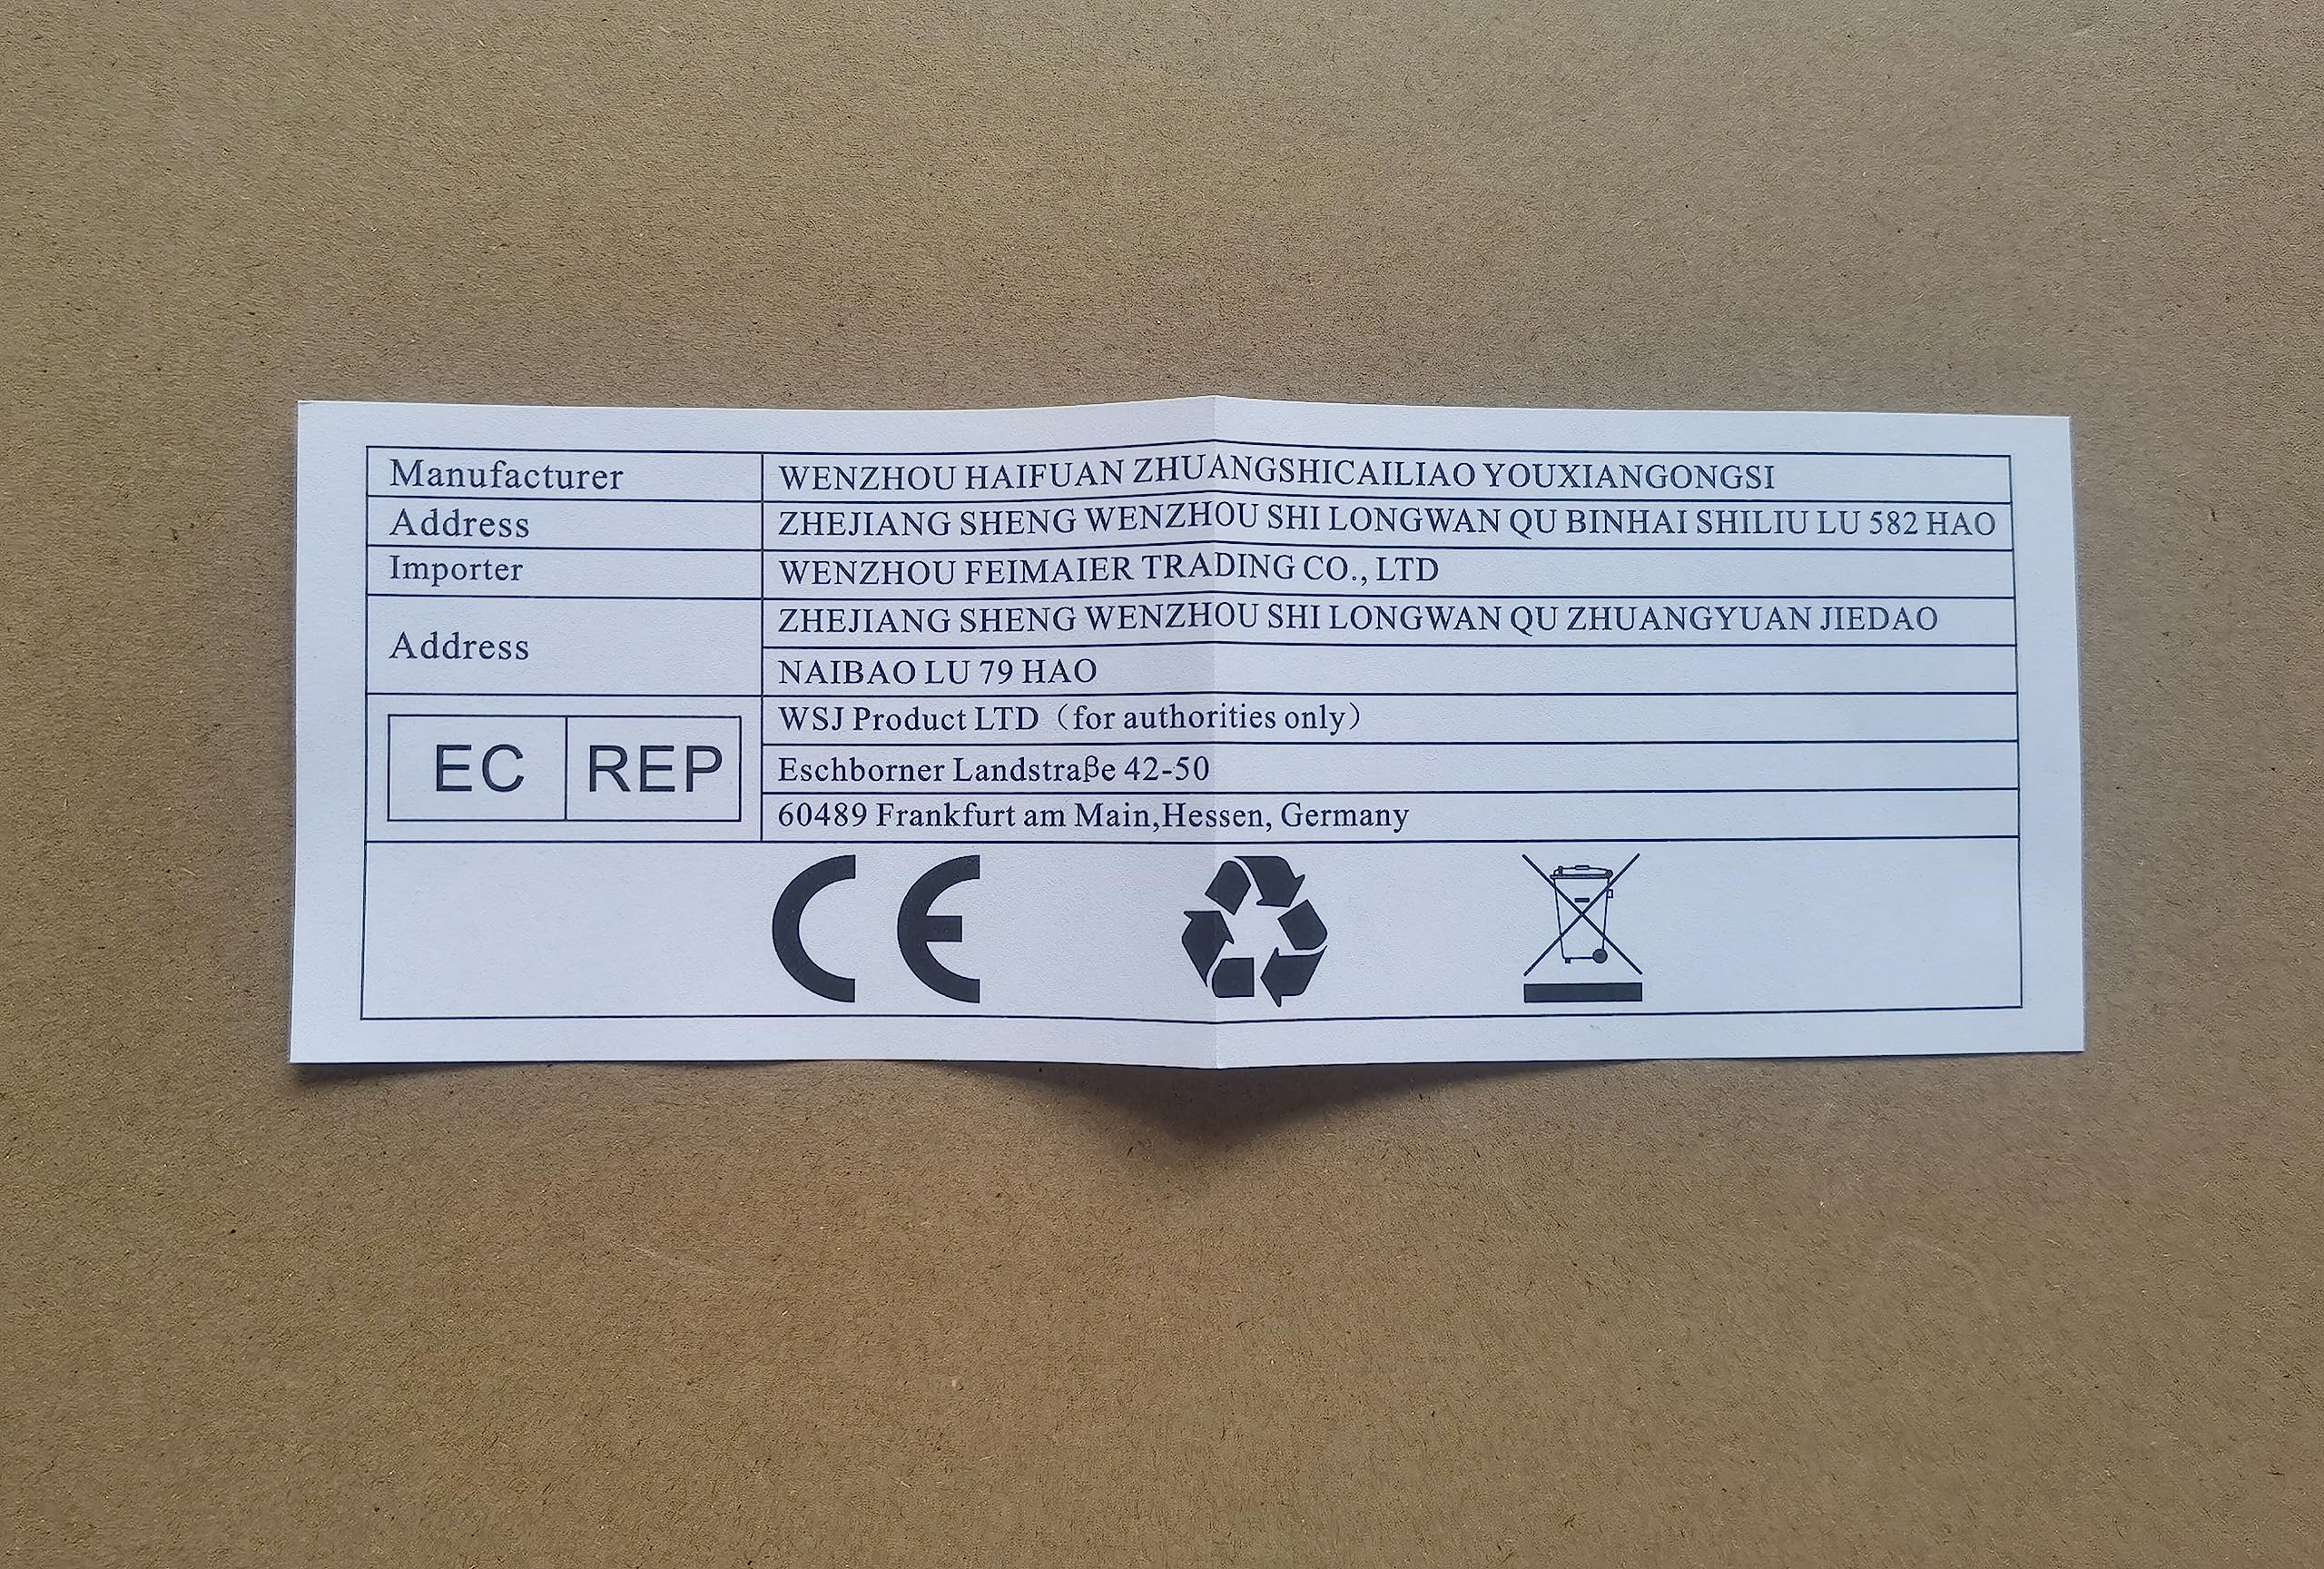 Manufacturer WENZHOU HAIFUAN ZHUANGSHICAILIAO YOUXIANGONGSI
Address ZHEJIANG SHENG WENZHOU SHI LONGWAN QU BINHAI SHILIU LU 582 HAO
Importer WENZHOU FEIMAIER TRADING CO., LTD
Address ZHEJIANG SHENG WENZHOU SHI LONGWAN QU ZHUANGYUAN JIEDAO
NAIBAO LU 79 HAO
EC REP
WSJ Product LTD（for authorities only）
Eschborner Landstraβe 42-50
60489 Frankfurt am Main,Hessen, Germany
CE